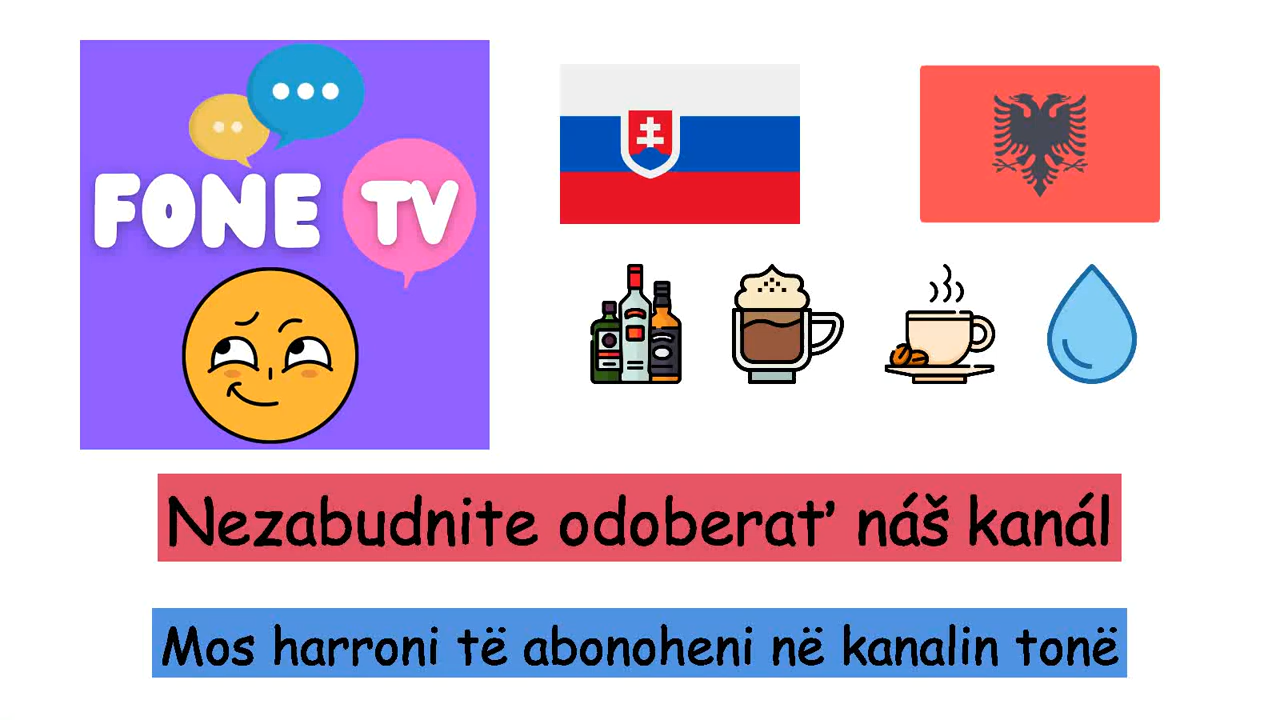 FONE TV
Nezabudnite odoberať náš kanál
Mos harroni të abonoheni në kanalin tonë